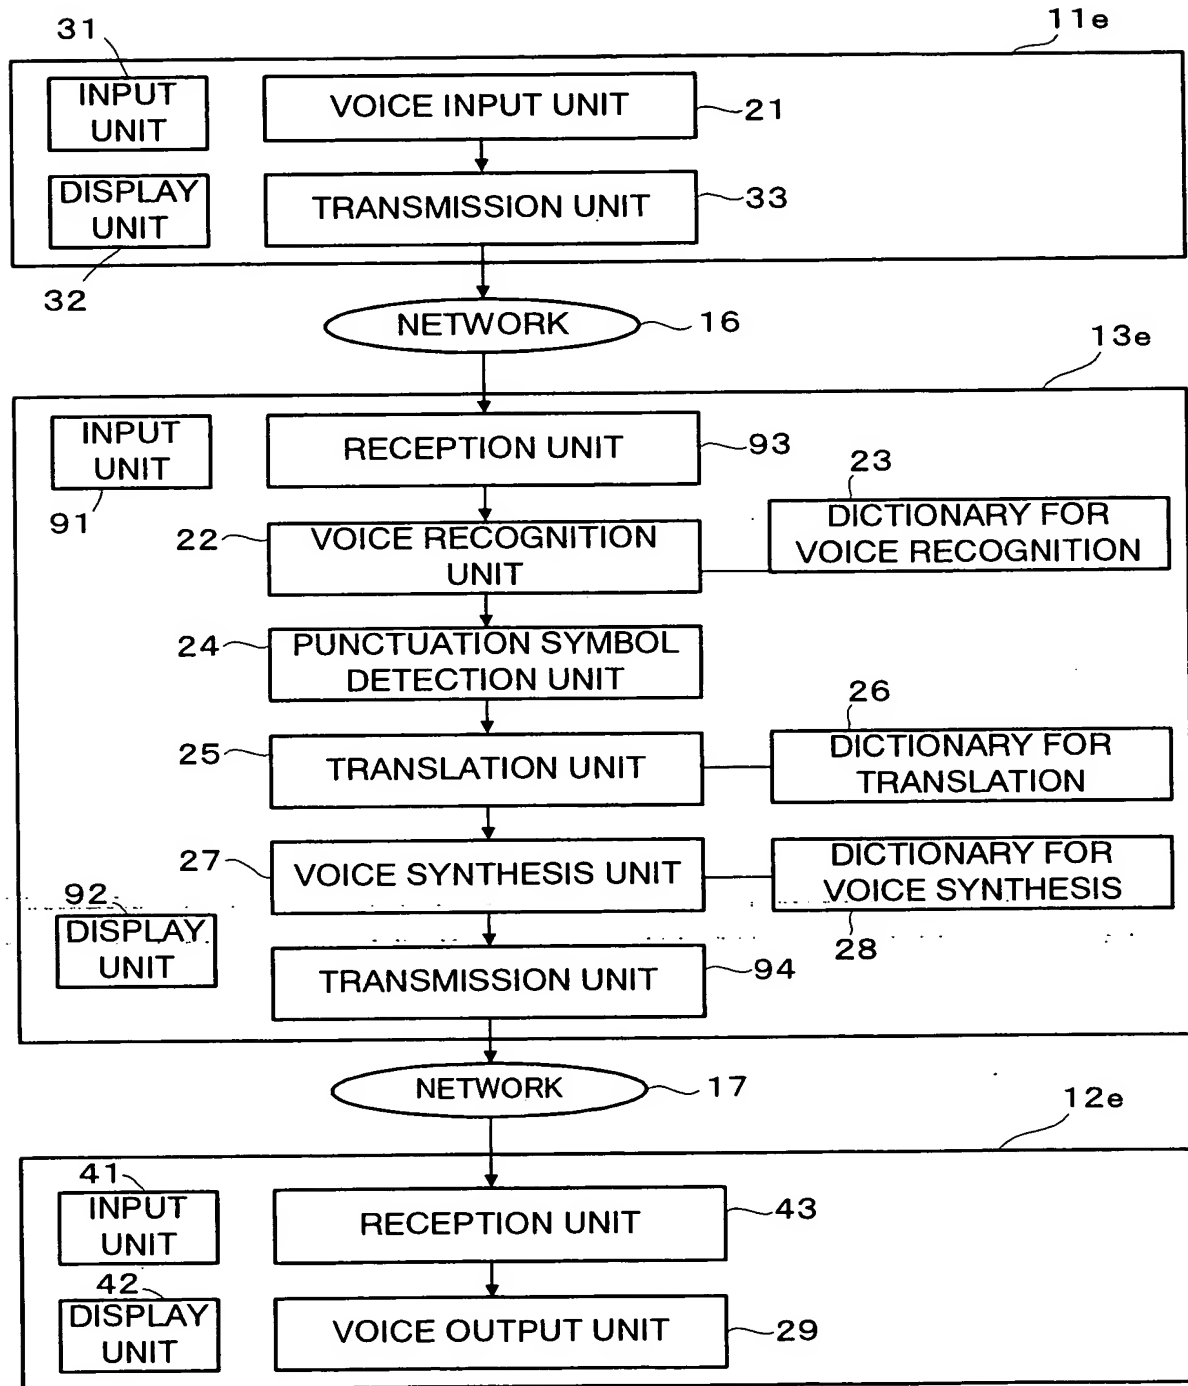 11e
31
INPUT
UNIT
VOICE INPUT UNIT
21
DISPLAY
UNIT
TRANSMISSION UNIT
33
32
NETWORK
16
13e
INPUT
UNIT
91
RECEPTION UNIT
93
22
VOICE RECOGNITION
UNIT
23
DICTIONARY FOR
VOICE RECOGNITION
24
PUNCTUATION SYMBOL
DETECTION UNIT
25
TRANSLATION UNIT
26
DICTIONARY FOR
TRANSLATION
27
VOICE SYNTHESIS UNIT
DICTIONARY FOR
VOICE SYNTHESIS
28
92
DISPLAY
UNIT
TRANSMISSION UNIT
94
NETWORK
17
12e
41
INPUT
UNIT
RECEPTION UNIT
43
42
DISPLAY
UNIT
VOICE OUTPUT UNIT
29